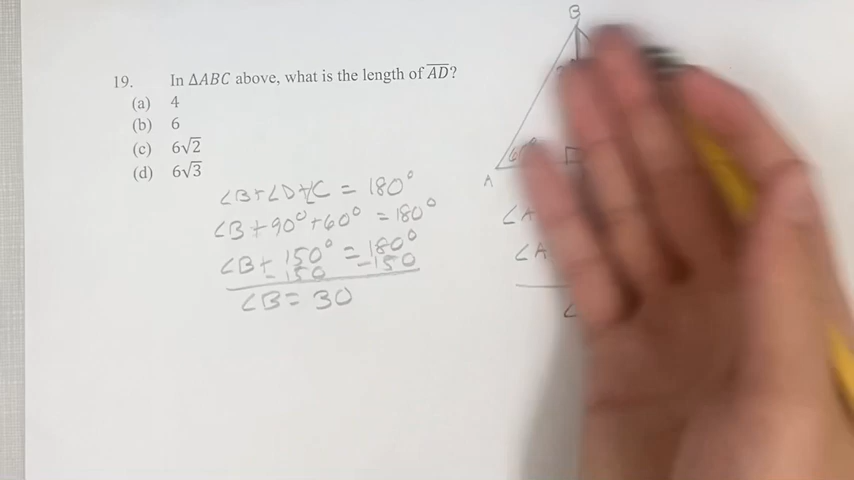 B
19. In ΔABC above, what is the length of A̅D̅?
(a) 4
(b) 6
(c) 6√2
(d) 6√3
A
∠B+∠D+∠C = 180°
∠B+90°+60° = 180°
∠B+150° = 180°
-150 -150
∠B = 30
∠A
∠A
∠